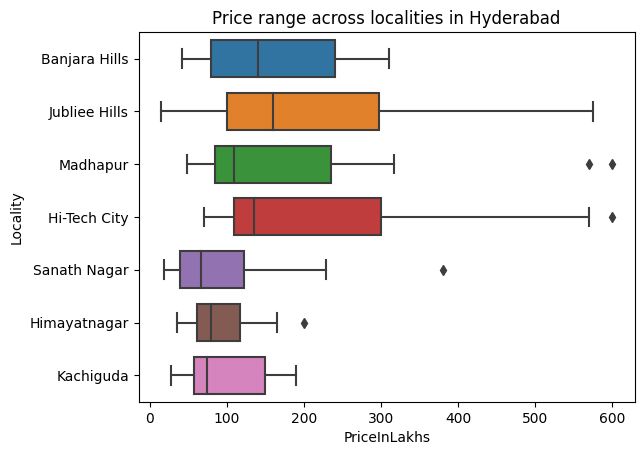 Price range across localities in Hyderabad
Locality
Banjara Hills
Jubliee Hills
Madhapur
Hi-Tech City
Sanath Nagar
Himayatnagar
Kachiguda
0 100 200 300 400 500 600
PriceInLakhs